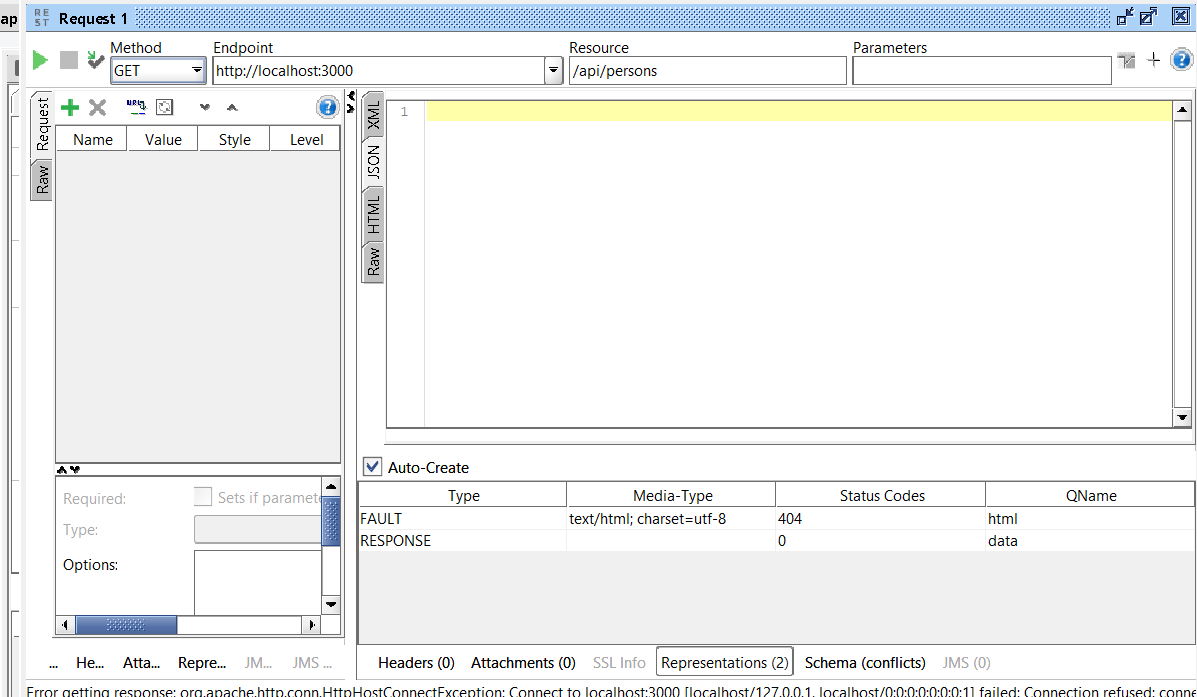 ap
RE
ST
Request 1
Method
Endpoint
Resource
Parameters
GET
http://localhost:3000
/api/persons
Request
Raw
Name Value Style Level
XML
JSON
HTML
Raw
1
Required:
Sets if paramete
Type:
Options:
Auto-Create
Type Media-Type Status Codes QName
FAULT text/html; charset=utf-8 404 html
RESPONSE 0 data
... He... Atta... Repre... JM... JMS ...
Headers (0) Attachments (0) SSL Info Representations (2) Schema (conflicts) JMS (0)
Error getting response: org.apache.http.conn.HttpHostConnectException: Connect to localhost:3000 [localhost/127.0.0.1, localhost/0:0:0:0:0:0:0:1] failed: Connection refused: conne